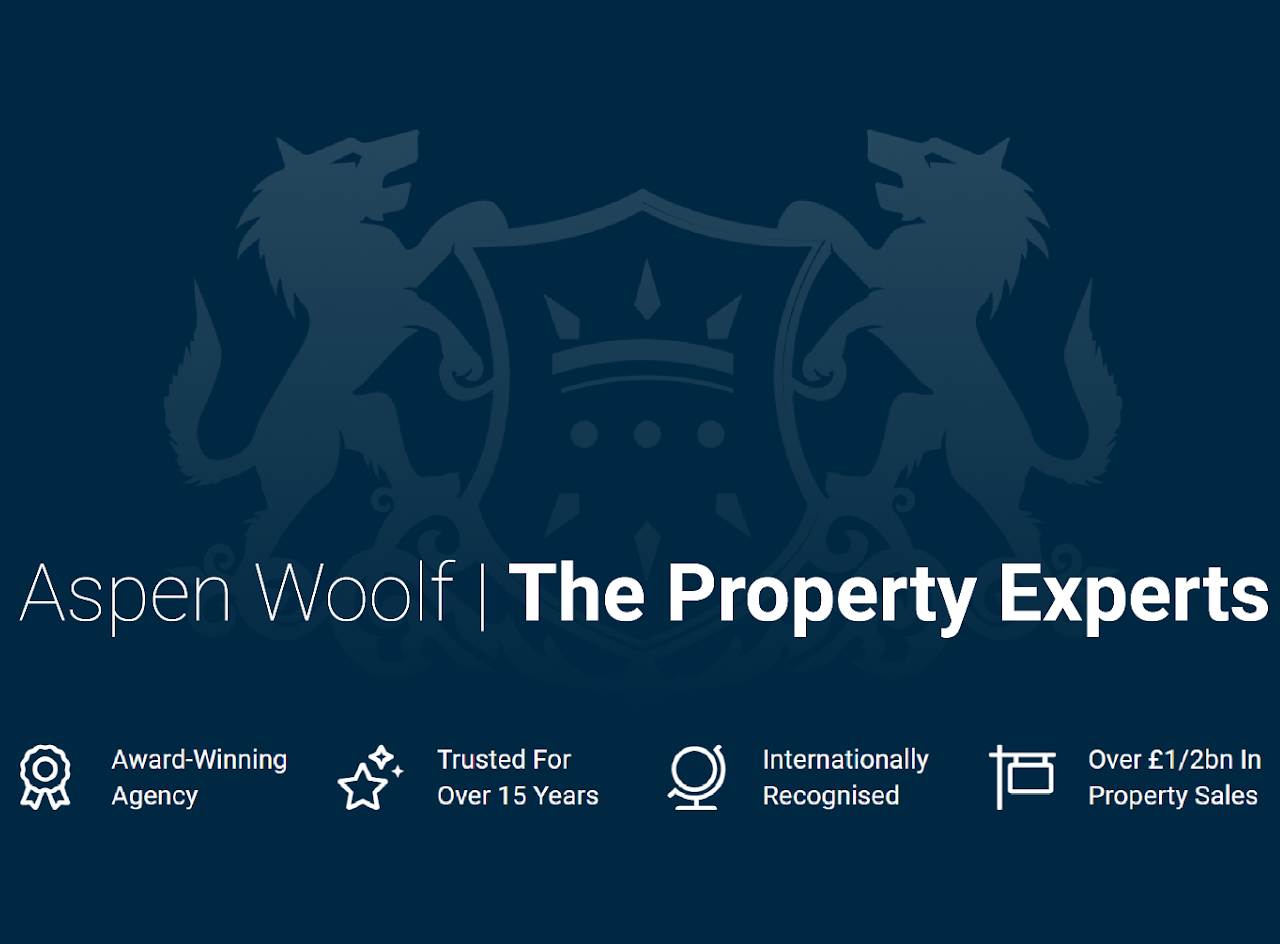 Aspen Woolf | The Property Experts
Award-Winning
Agency
Trusted For
Over 15 Years
Internationally
Recognised
Over £1/2bn In
Property Sales